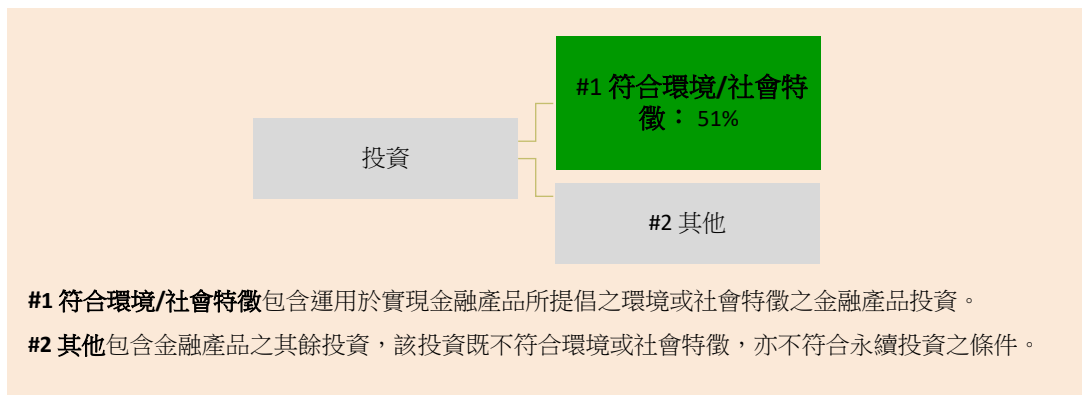 #1 符合環境/社會特
徵： 51%
投資
#2 其他
#1 符合環境/社會特徵包含運用於實現金融產品所提倡之環境或社會特徵之金融產品投資。
#2 其他包含金融產品之其餘投資，該投資既不符合環境或社會特徵，亦不符合永續投資之條件。